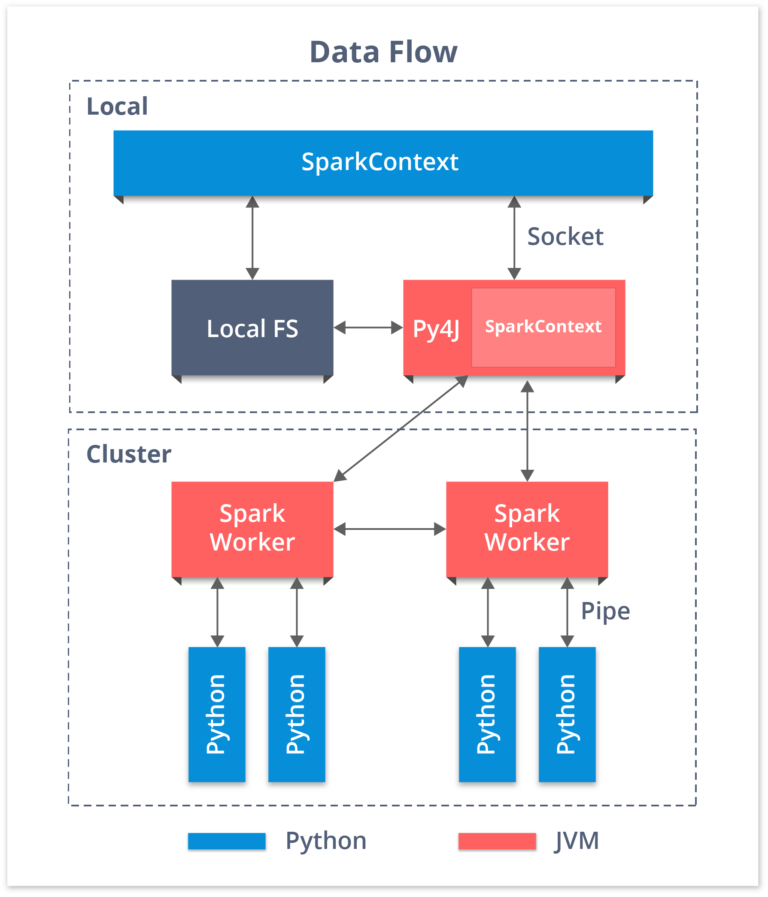 Data Flow
Local
SparkContext
Socket
Local FS
Py4J
SparkContext
Cluster
Spark
Worker
Spark
Worker
Pipe
Python
Python
Python
Python
Python
JVM